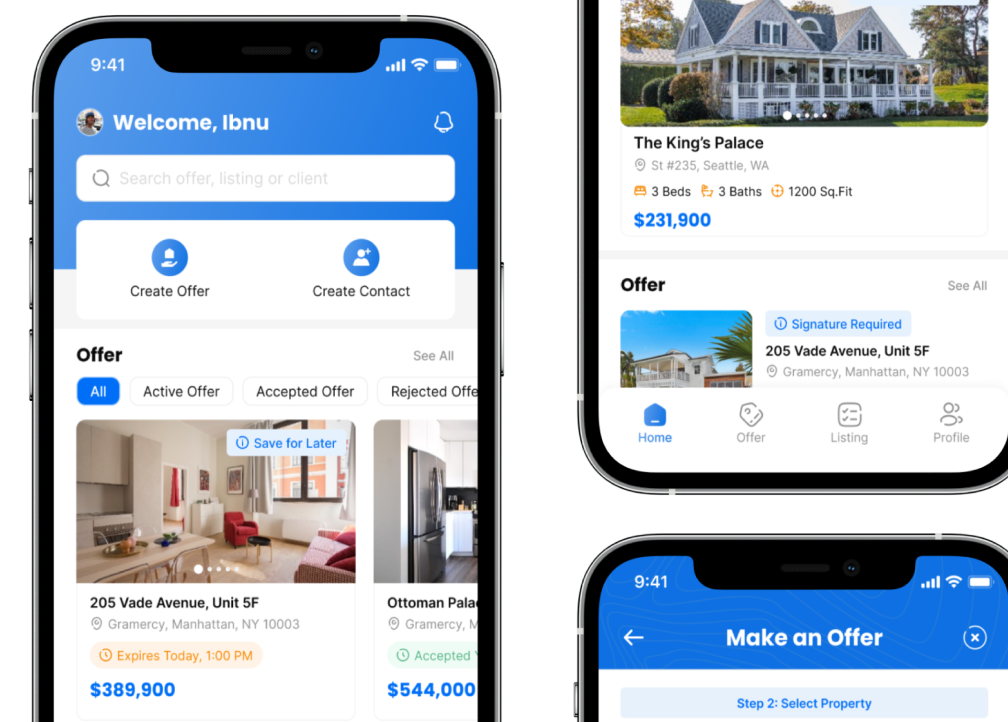 9:41
Welcome, Ibnu
Search offer, listing or client
Create Offer
Create Contact
Offer
See All
All
Active Offer
Accepted Offer
Rejected Offe
Save for Later
205 Vade Avenue, Unit 5F
Gramercy, Manhattan, NY 10003
Expires Today, 1:00 PM
$389,900
Ottoman Pala
Gramercy, M
Accepted
$544,000
The King's Palace
St #235, Seattle, WA
3 Beds 3 Baths 1200 Sq.Fit
$231,900
Offer
See All
Signature Required
205 Vade Avenue, Unit 5F
Gramercy, Manhattan, NY 10003
Home
Offer
Listing
Profile
9:41
Make an Offer
Step 2: Select Property